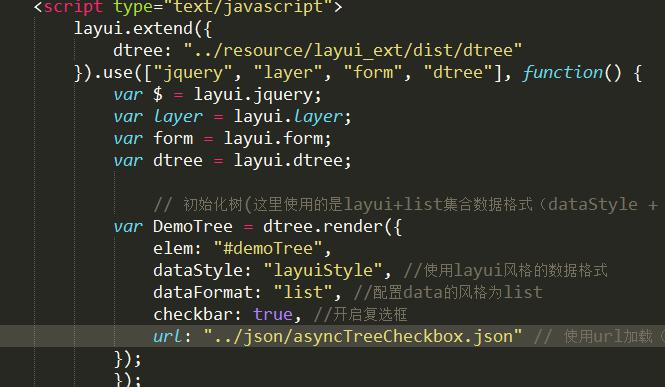 <script type="text/javascript">
layui.extend({
dtree: "../resource/layui_ext/dist/dtree"
}).use(["jquery", "layer", "form", "dtree"], function() {
var $ = layui.jquery;
var layer = layui.layer;
var form = layui.form;
var dtree = layui.dtree;
// 初始化树(这里使用的是layui+list集合数据格式（dataStyle +
var DemoTree = dtree.render({
elem: "#demoTree",
dataStyle: "layuiStyle", //使用layui风格的数据格式
dataFormat: "list", //配置data的风格为list
checkbar: true, //开启复选框
url: "../json/asyncTreeCheckbox.json" // 使用url加载（
});
});